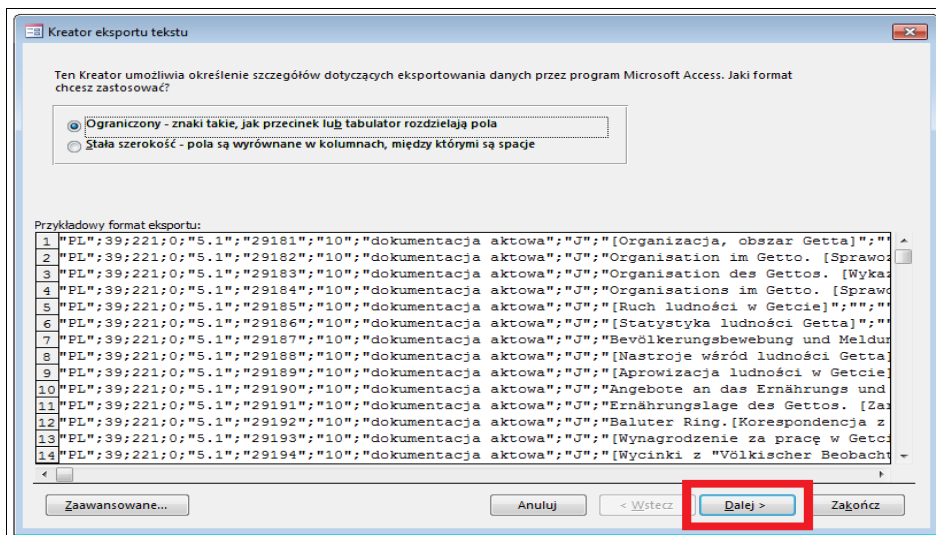 Kreator eksportu tekstu
Ten Kreator umożliwia określenie szczegółów dotyczących eksportowania danych przez program Microsoft Access. Jaki format
chcesz zastosować?
Ograniczony - znaki takie, jak przecinek lub tabulator rozdzielają pola
Stała szerokość - pola są wyrównane w kolumnach, między którymi są spacje
Przykładowy format eksportu:
1 "PL";39;221;0;"5.1";"29181";"10";"dokumentacja aktowa";"J";"[Organizacja, obszar Getta]";""
2 "PL";39;221;0;"5.1";"29182";"10";"dokumentacja aktowa";"J";"Organisation im Getto. [Sprawoz
3 "PL";39;221;0;"5.1";"29183";"10";"dokumentacja aktowa";"J";"Organisation des Gettos. [Wykaz
4 "PL";39;221;0;"5.1";"29184";"10";"dokumentacja aktowa";"J";"Organisations im Getto. [Sprawo
5 "PL";39;221;0;"5.1";"29185";"10";"dokumentacja aktowa";"J";"[Ruch ludności w Getcie]";"";""
6 "PL";39;221;0;"5.1";"29186";"10";"dokumentacja aktowa";"J";"[Statystyka ludności Getta]";""
7 "PL";39;221;0;"5.1";"29187";"10";"dokumentacja aktowa";"J";"Bevölkerungsbewebung und Meldun
8 "PL";39;221;0;"5.1";"29188";"10";"dokumentacja aktowa";"J";"[Nastroje wśród ludności Getta]
9 "PL";39;221;0;"5.1";"29189";"10";"dokumentacja aktowa";"J";"[Aprowizacja ludności w Getcie]
10 "PL";39;221;0;"5.1";"29190";"10";"dokumentacja aktowa";"J";"Angebote an das Ernährungs und
11 "PL";39;221;0;"5.1";"29191";"10";"dokumentacja aktowa";"J";"Ernährungslage des Gettos. [Zar
12 "PL";39;221;0;"5.1";"29192";"10";"dokumentacja aktowa";"J";"Baluter Ring.[Korespondencja z
13 "PL";39;221;0;"5.1";"29193";"10";"dokumentacja aktowa";"J";"[Wynagrodzenie za pracę w Getci
14 "PL";39;221;0;"5.1";"29194";"10";"dokumentacja aktowa";"J";"[Wycinki z "Völkischer Beobacht
Zaawansowane... Anuluj < Wstecz Dalej > Zakończ